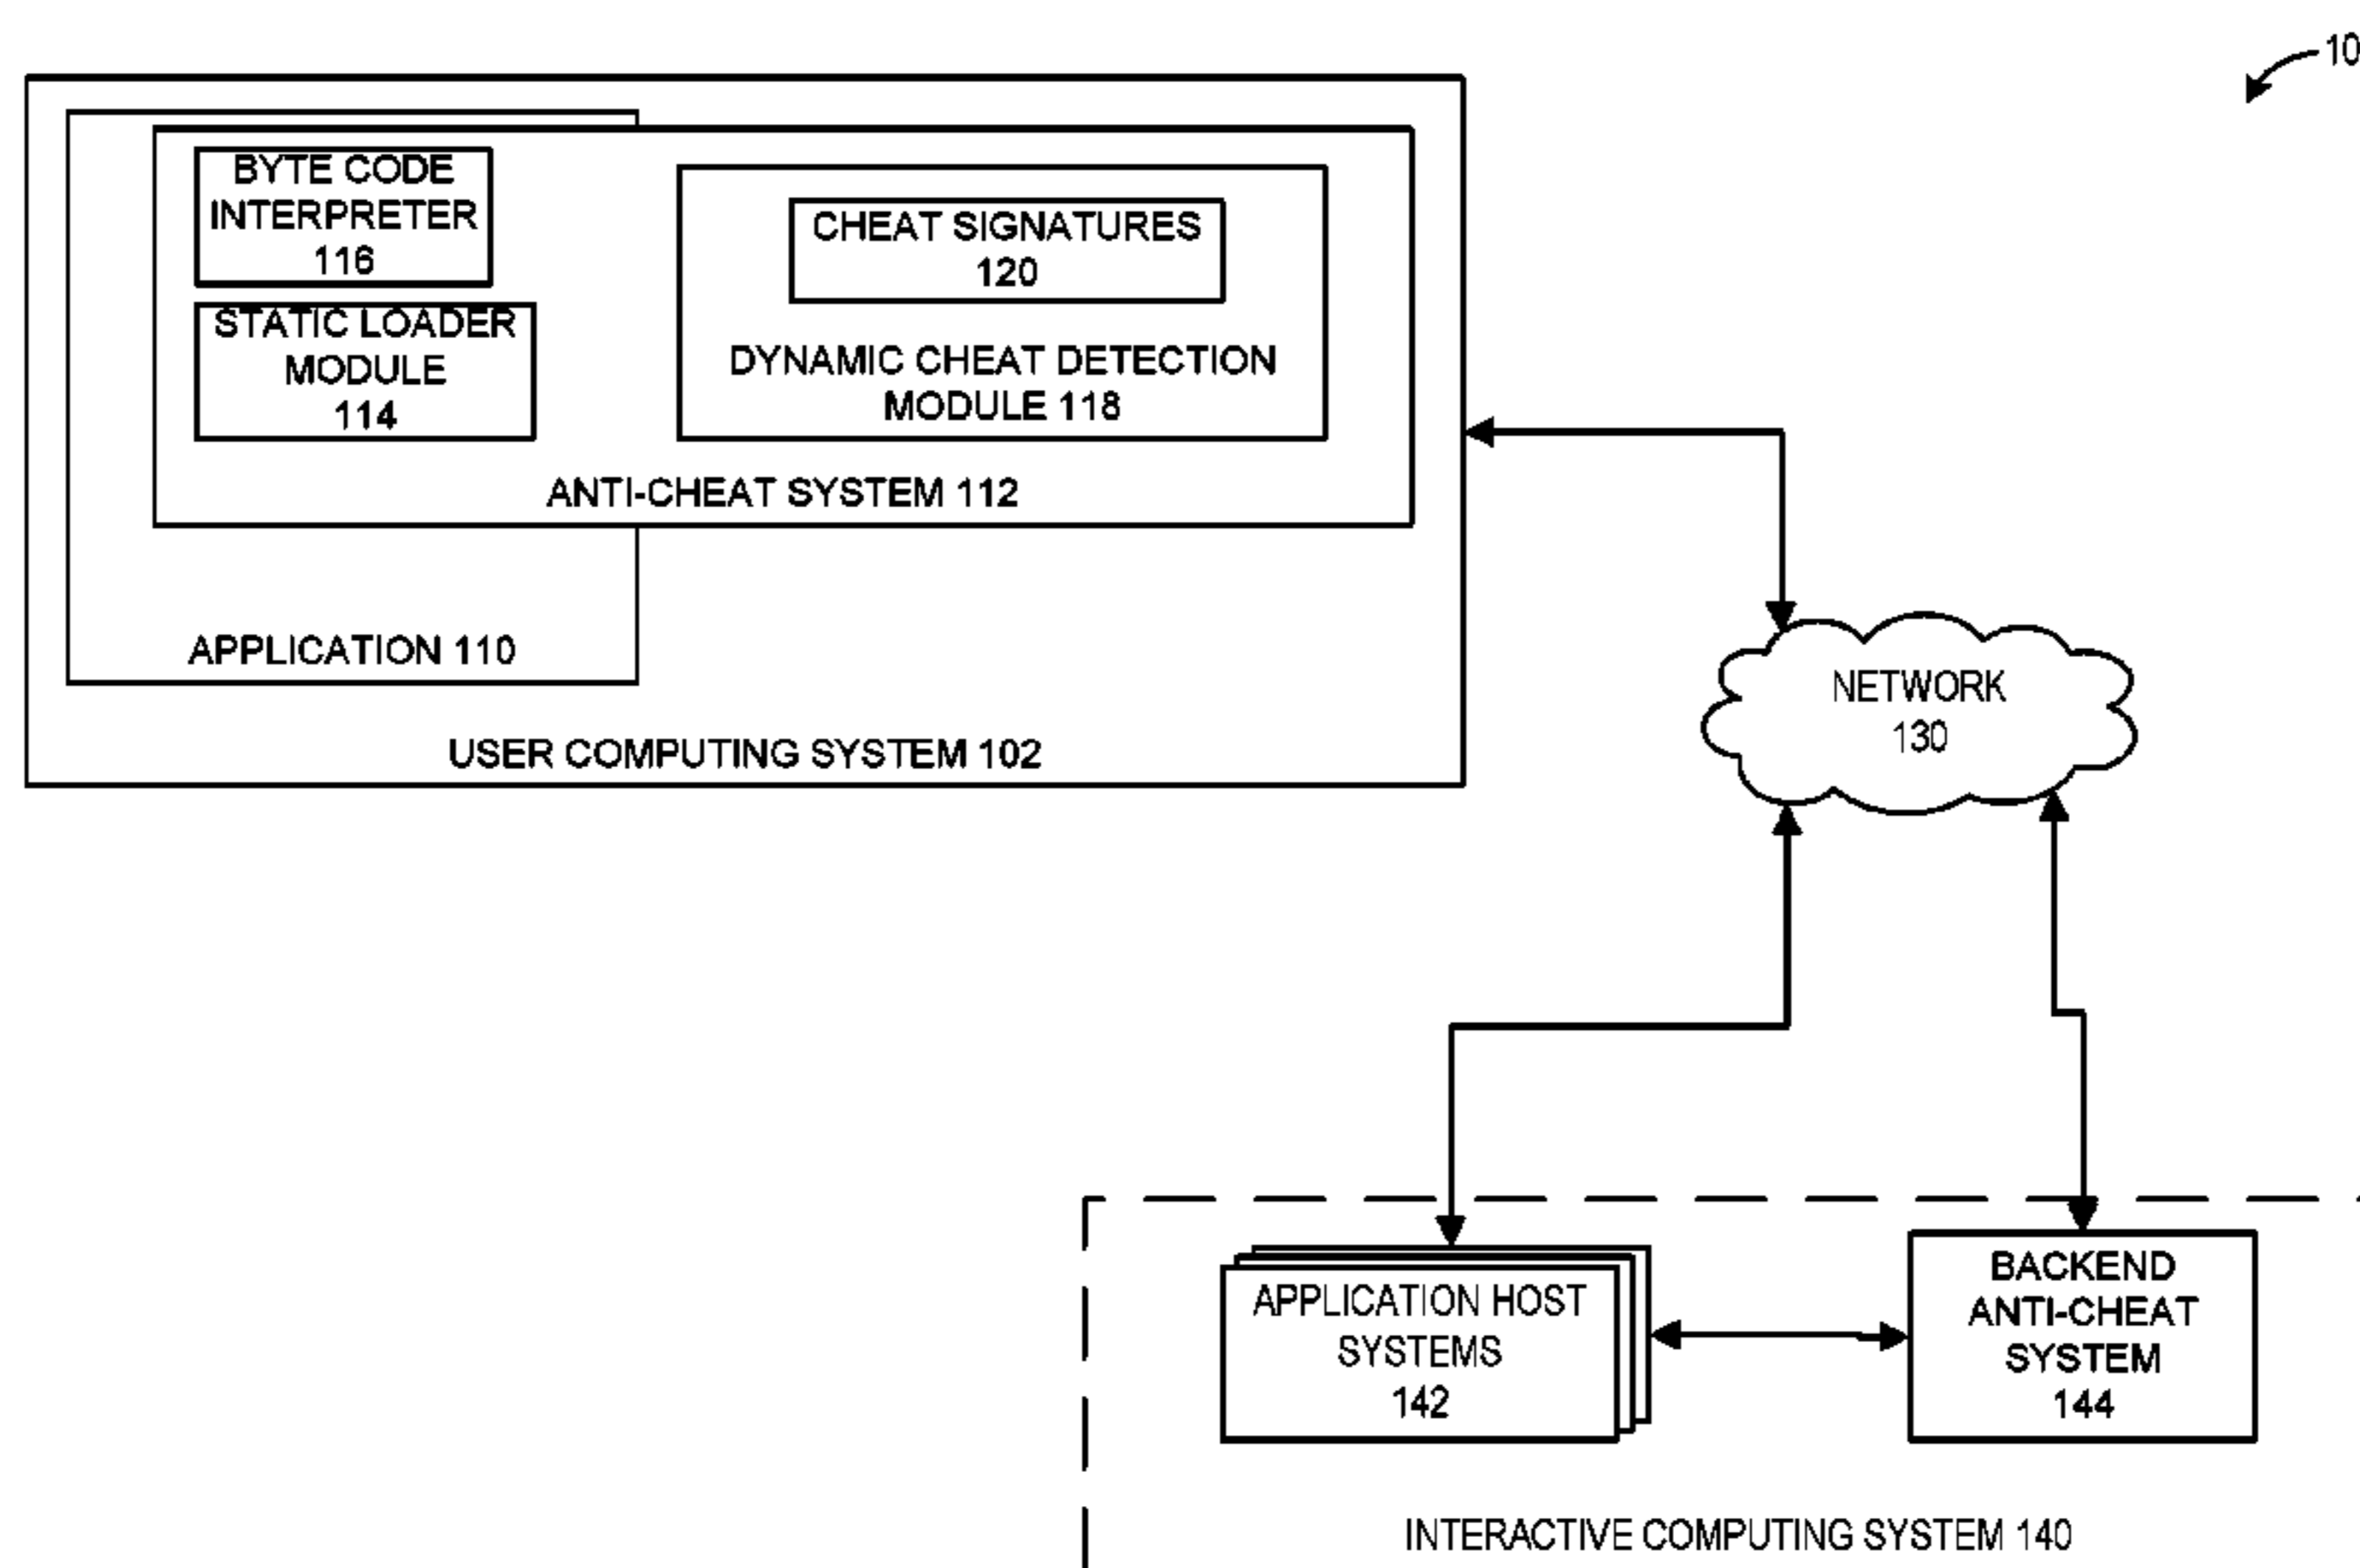 10
BYTE CODE
INTERPRETER
116
STATIC LOADER
MODULE
114
CHEAT SIGNATURES
120
DYNAMIC CHEAT DETECTION
MODULE 118
ANTI-CHEAT SYSTEM 112
APPLICATION 110
USER COMPUTING SYSTEM 102
NETWORK
130
APPLICATION HOST
SYSTEMS
142
BACKEND
ANTI-CHEAT
SYSTEM
144
INTERACTIVE COMPUTING SYSTEM 140